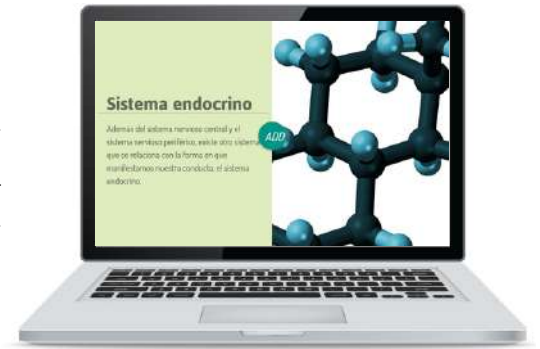 Sistema endocrino
Además del sistema nervioso central y el
sistema nervioso periférico, existe otro sistema
que se relaciona con la forma en que
manifestamos nuestra conducta: el sistema
endocrino.
ADD